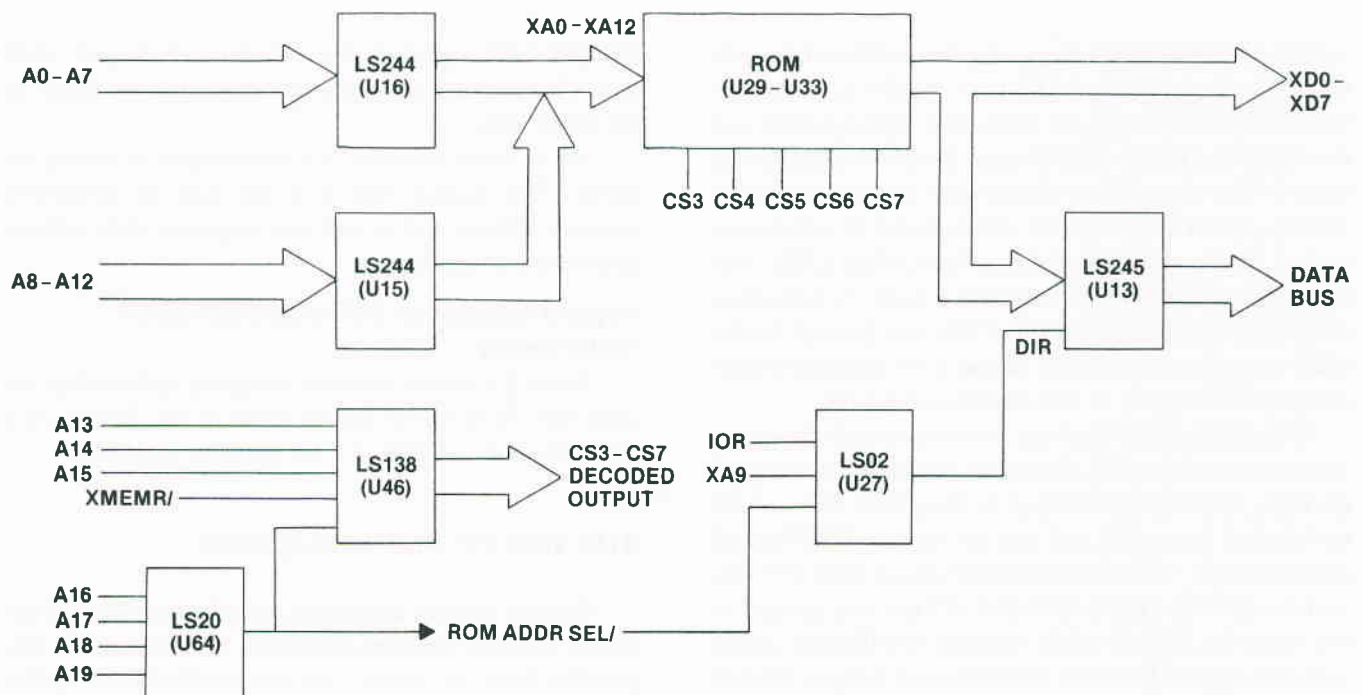 A0–A7
LS244
(U16)
XA0–XA12
ROM
(U29–U33)
CS3 CS4 CS5 CS6 CS7
XD0–
XD7
A8–A12
LS244
(U15)
LS245
(U13)
DIR
DATA
BUS
A13
A14
A15
XMEMR/
LS138
(U46)
CS3–CS7
DECODED
OUTPUT
IOR
XA9
LS02
(U27)
A16
A17
A18
A19
LS20
(U64)
ROM ADDR SEL/